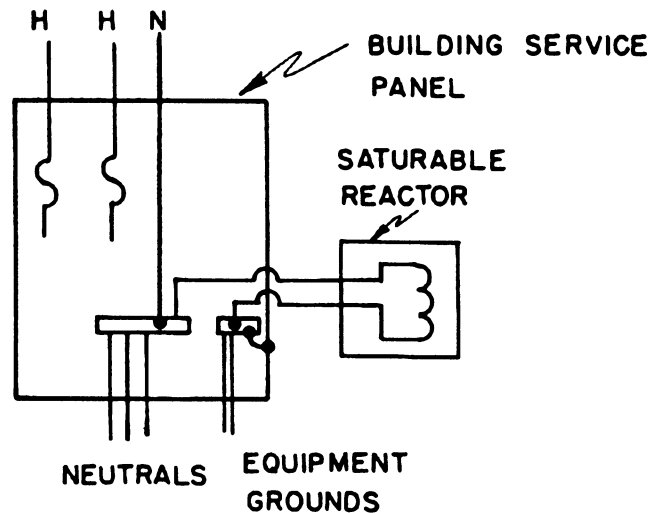 H H N
BUILDING SERVICE
PANEL
SATURABLE
REACTOR
NEUTRALS
EQUIPMENT
GROUNDS